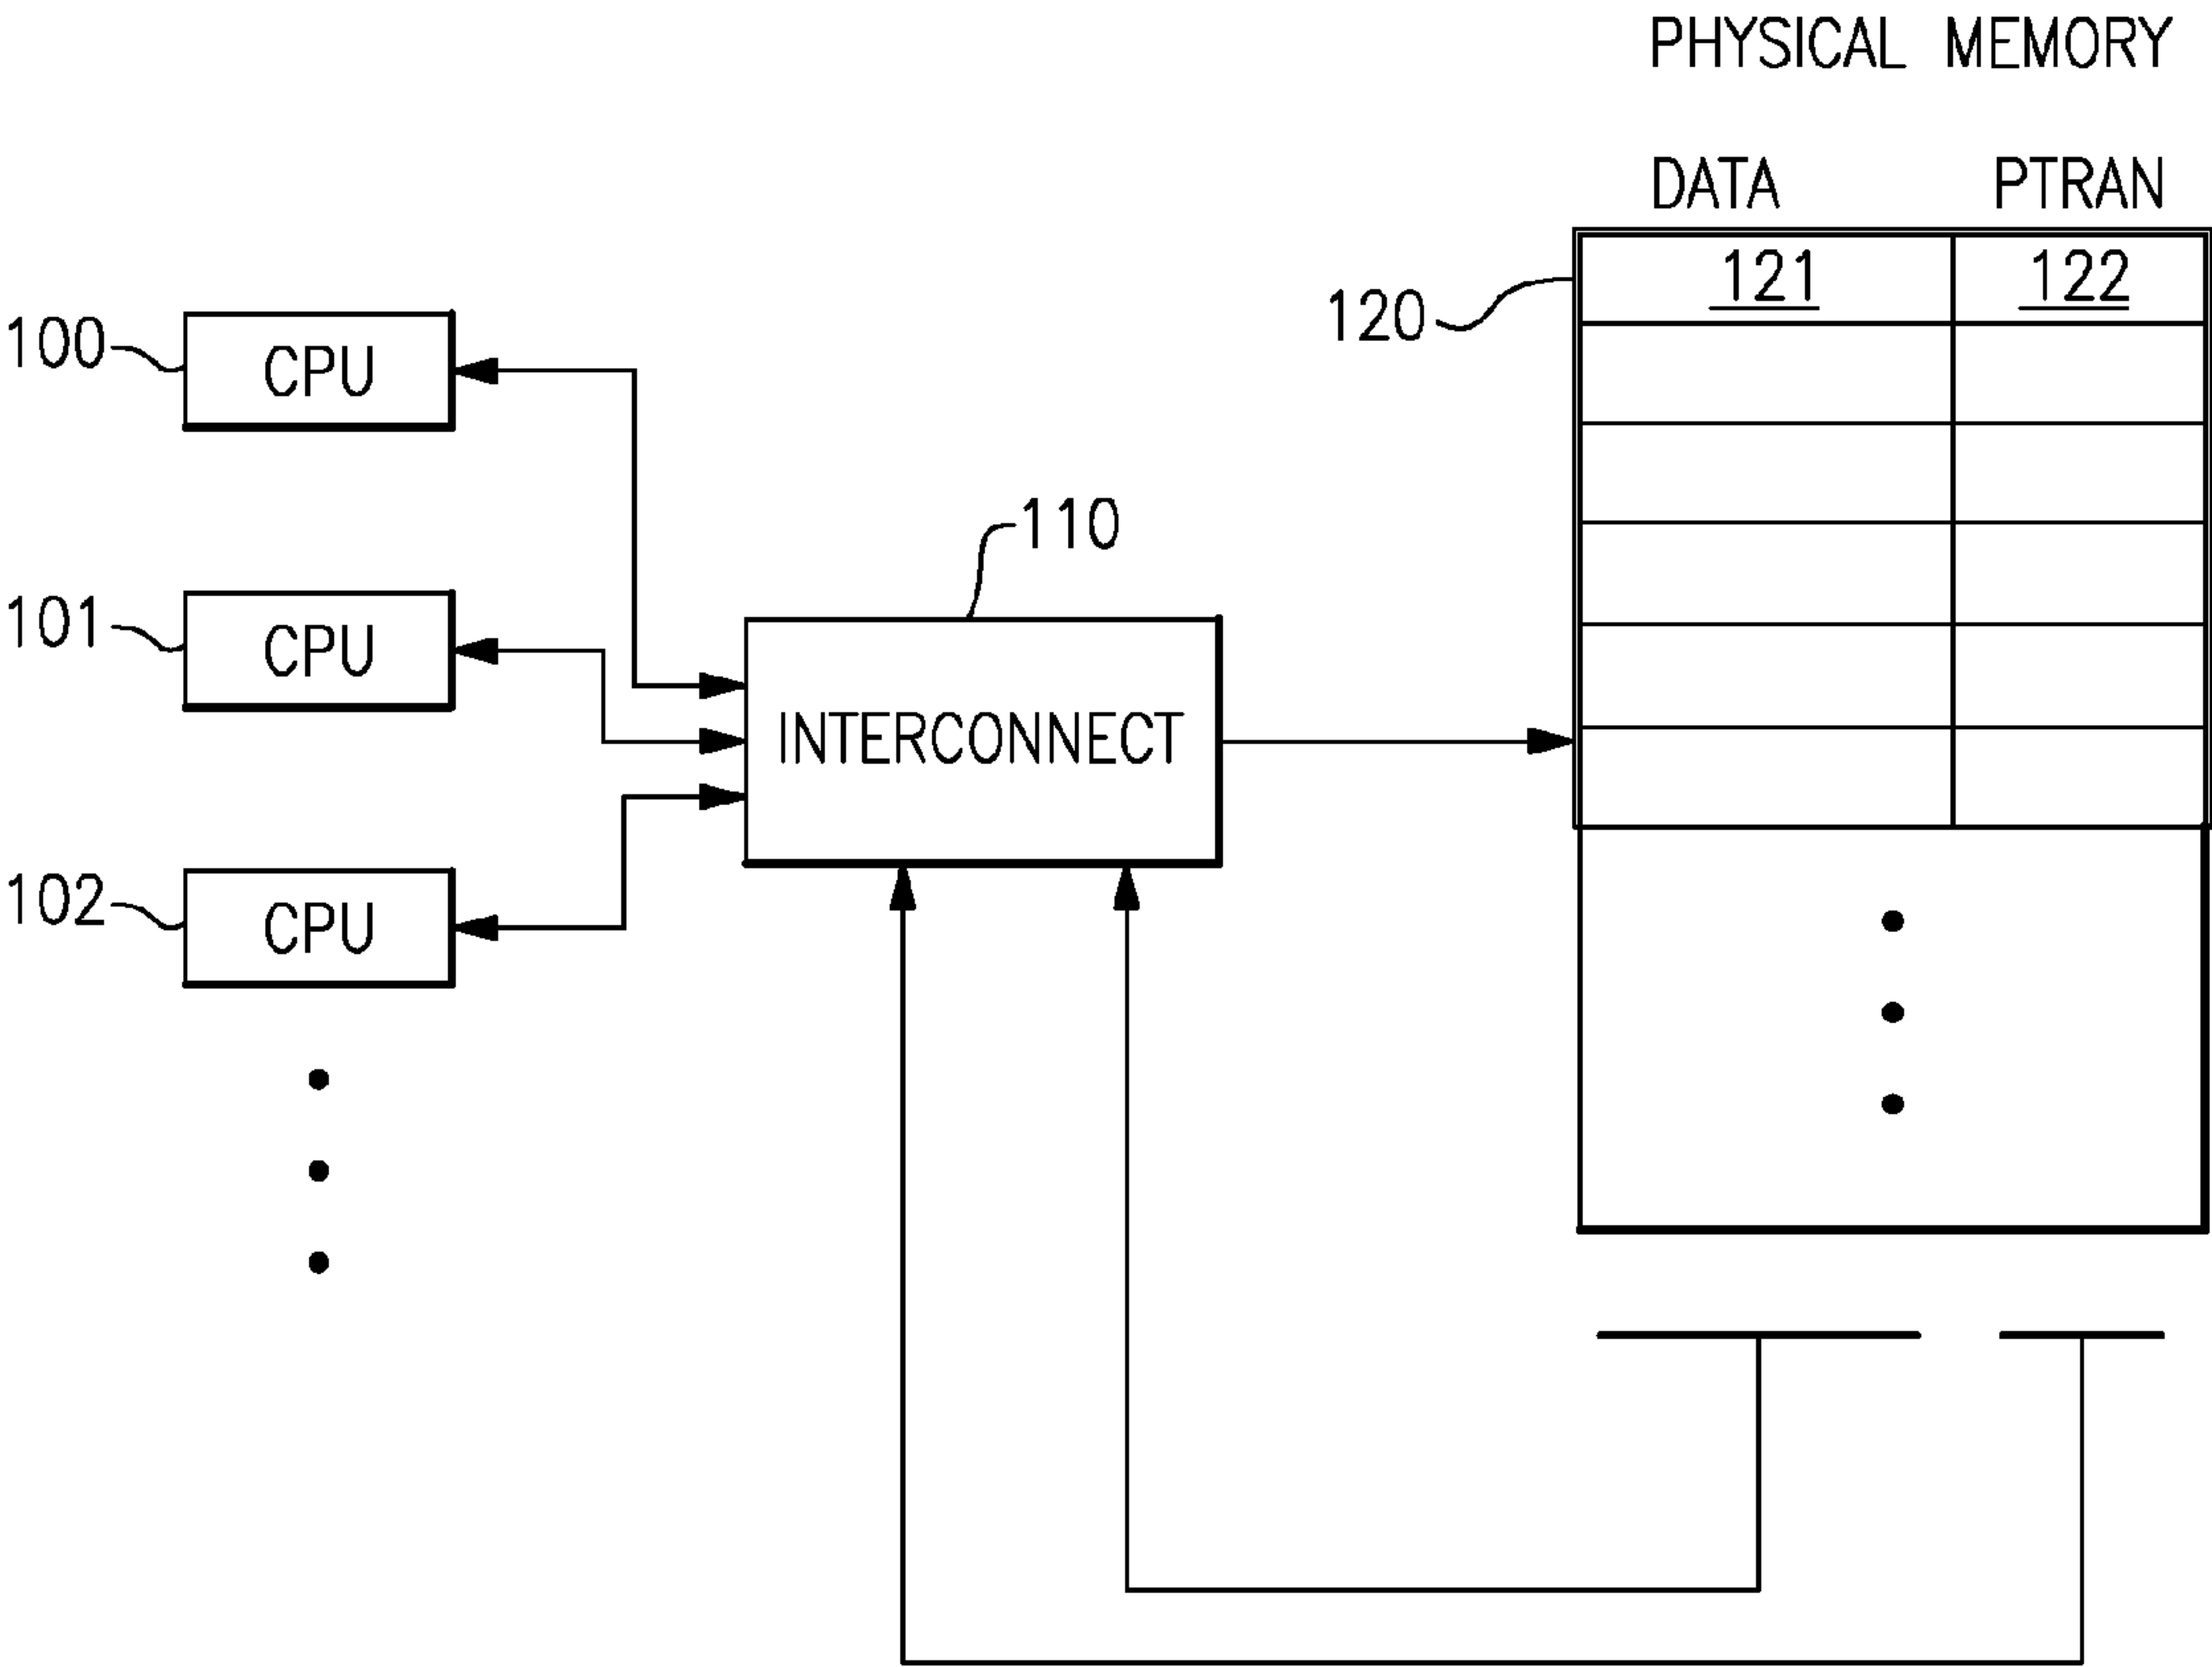 PHYSICAL MEMORY
DATA PTRAN
121 122
120
100 CPU
110
101 CPU
INTERCONNECT
102 CPU